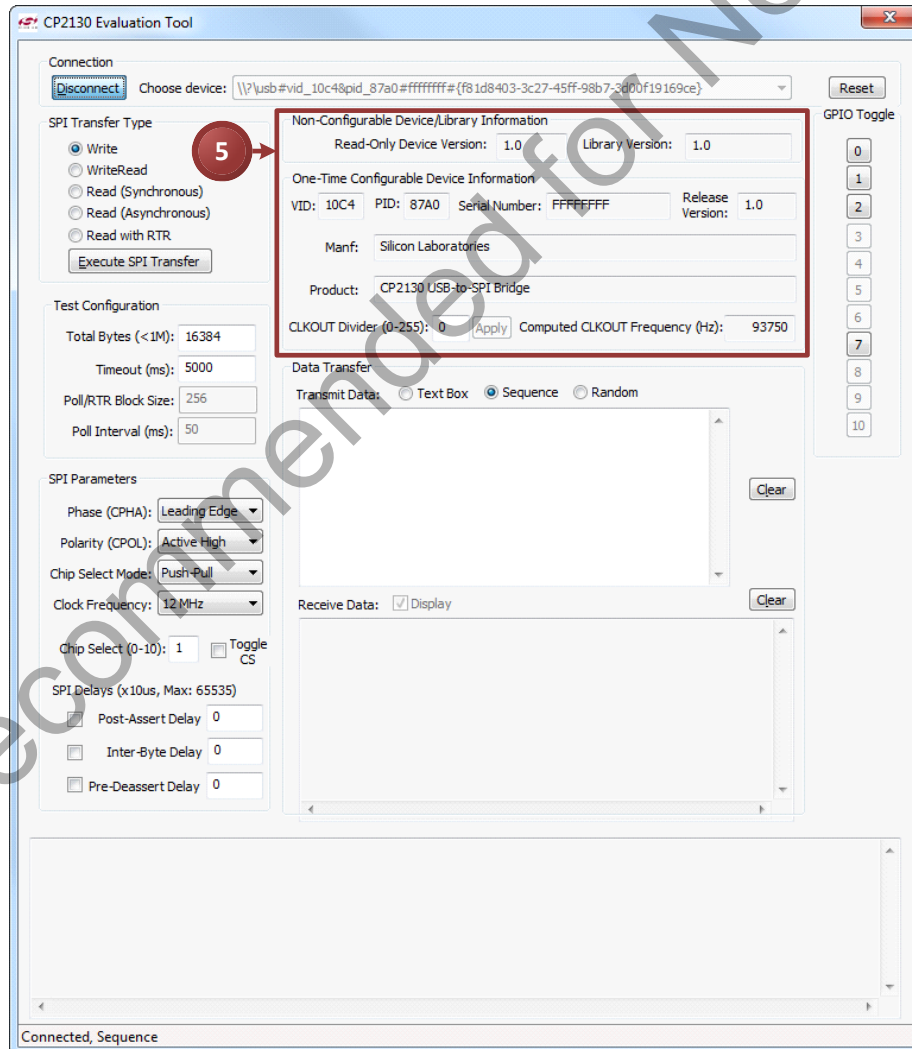 CP2130 Evaluation Tool
Connection
Disconnect Choose device: \\?\usb#vid_10c4&pid_87a0#ffffffff#{f81d8403-3c27-45ff-98b7-3d00f19169ce} Reset
SPI Transfer Type
Write
WriteRead
Read (Synchronous)
Read (Asynchronous)
Read with RTR
Execute SPI Transfer
5
Non-Configurable Device/Library Information
Read-Only Device Version: 1.0 Library Version: 1.0
One-Time Configurable Device Information
VID: 10C4 PID: 87A0 Serial Number: FFFFFFFF Release Version: 1.0
Manf: Silicon Laboratories
Product: CP2130 USB-to-SPI Bridge
CLKOUT Divider (0-255): 0 Apply Computed CLKOUT Frequency (Hz): 93750
GPIO Toggle
0
1
2
3
4
5
6
7
8
9
10
Test Configuration
Total Bytes (<1M): 16384
Timeout (ms): 5000
Poll/RTR Block Size: 256
Poll Interval (ms): 50
Data Transfer
Transmit Data: Text Box Sequence Random
Clear
Receive Data: Display Clear
SPI Parameters
Phase (CPHA): Leading Edge
Polarity (CPOL): Active High
Chip Select Mode: Push-Pull
Clock Frequency: 12 MHz
Chip Select (0-10): 1 Toggle CS
SPI Delays (x10us, Max: 65535)
Post-Assert Delay 0
Inter-Byte Delay 0
Pre-Deassert Delay 0
Connected, Sequence
ecommended for No